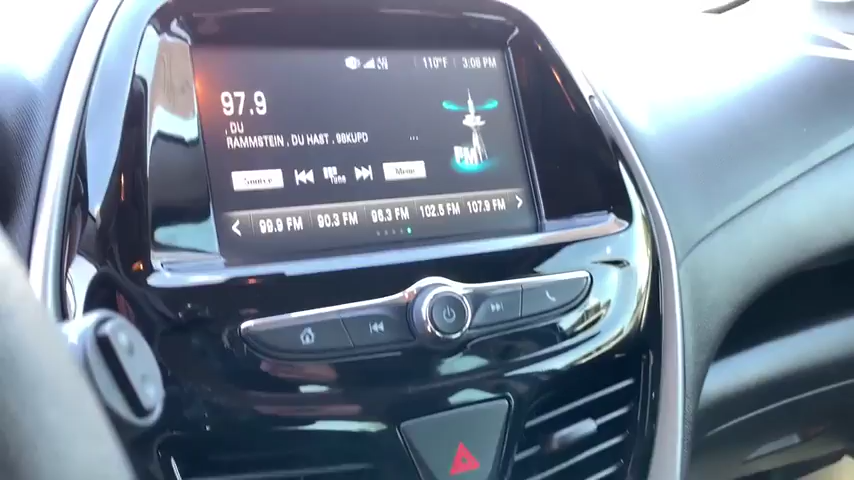 110°F 3:06 PM
97.9
. DU
RAMMSTEIN . DU HAST . 98KUPD ...
FM
Source Tune Menu
99.9 FM 90.3 FM 96.3 FM 102.5 FM 107.9 FM